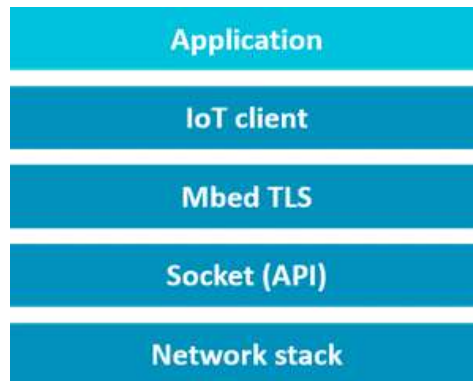 Application
IoT client
Mbed TLS
Socket (API)
Network stack